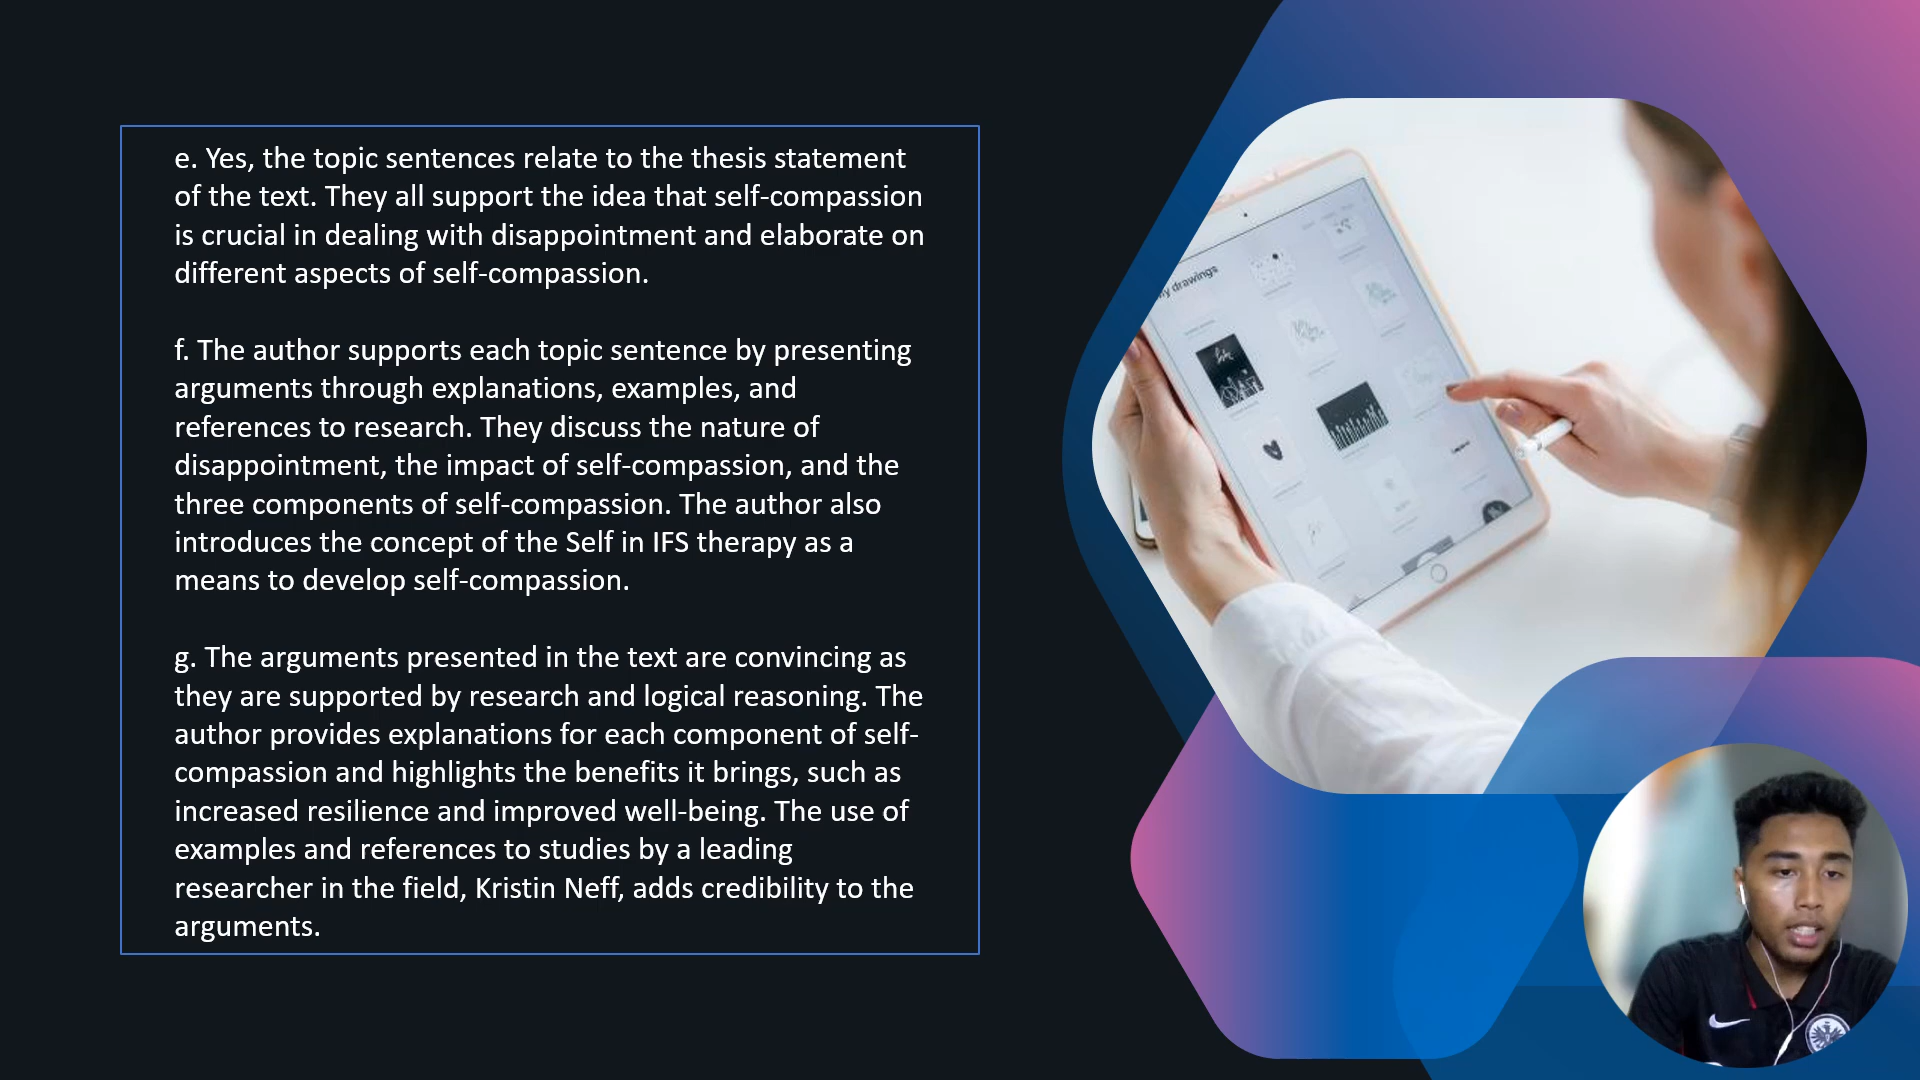 e. Yes, the topic sentences relate to the thesis statement
of the text. They all support the idea that self-compassion
is crucial in dealing with disappointment and elaborate on
different aspects of self-compassion.
f. The author supports each topic sentence by presenting
arguments through explanations, examples, and
references to research. They discuss the nature of
disappointment, the impact of self-compassion, and the
three components of self-compassion. The author also
introduces the concept of the Self in IFS therapy as a
means to develop self-compassion.
g. The arguments presented in the text are convincing as
they are supported by research and logical reasoning. The
author provides explanations for each component of self-
compassion and highlights the benefits it brings, such as
increased resilience and improved well-being. The use of
examples and references to studies by a leading
researcher in the field, Kristin Neff, adds credibility to the
arguments.
drawings